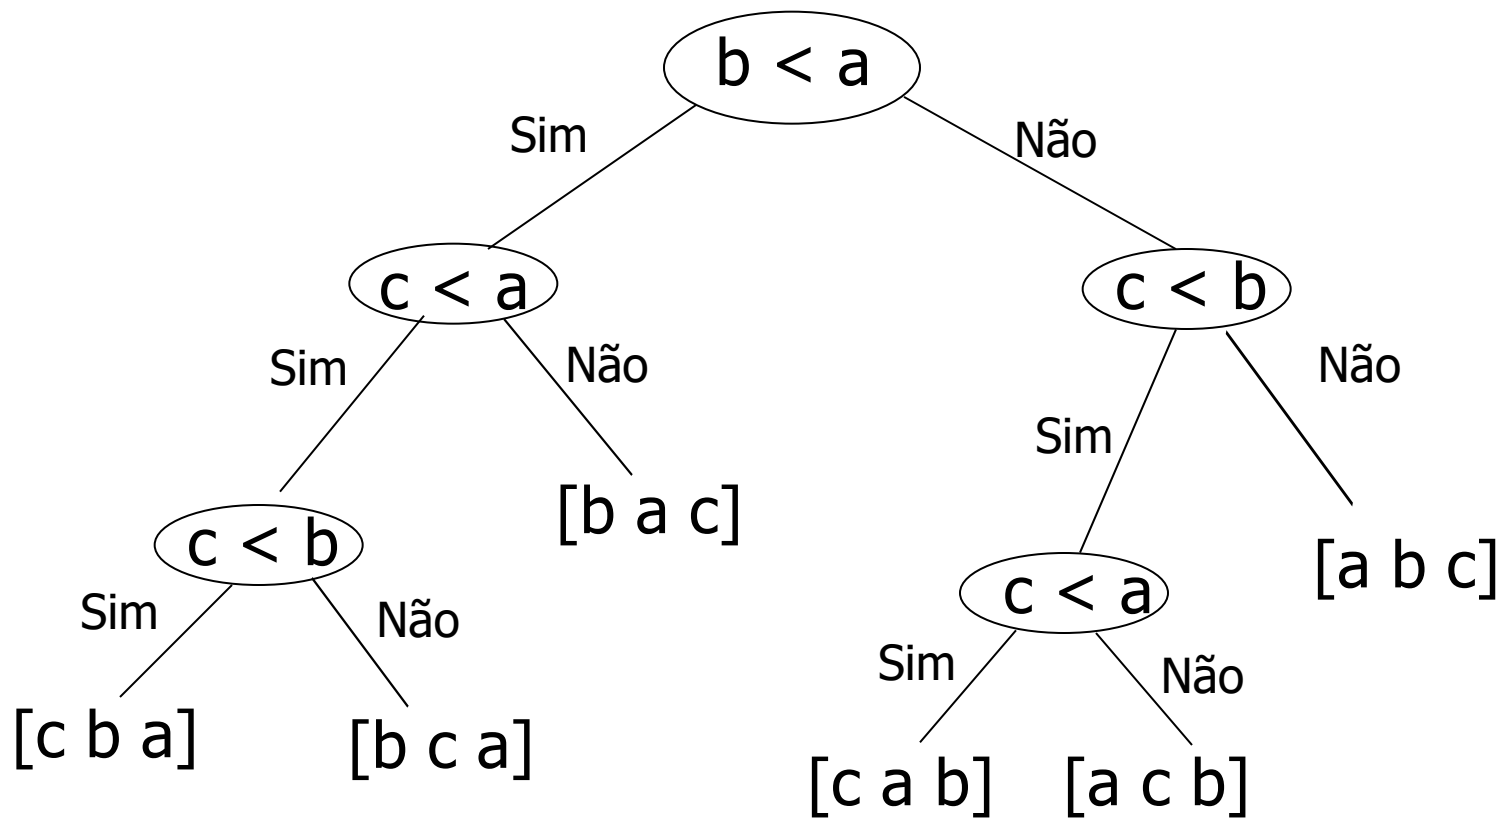 b < a
Sim
Não
c < a
c < b
Sim
Não
Não
Sim
[b a c]
c < b
[a b c]
c < a
Sim
Não
Sim
Não
[c b a]
[b c a]
[c a b]
[a c b]